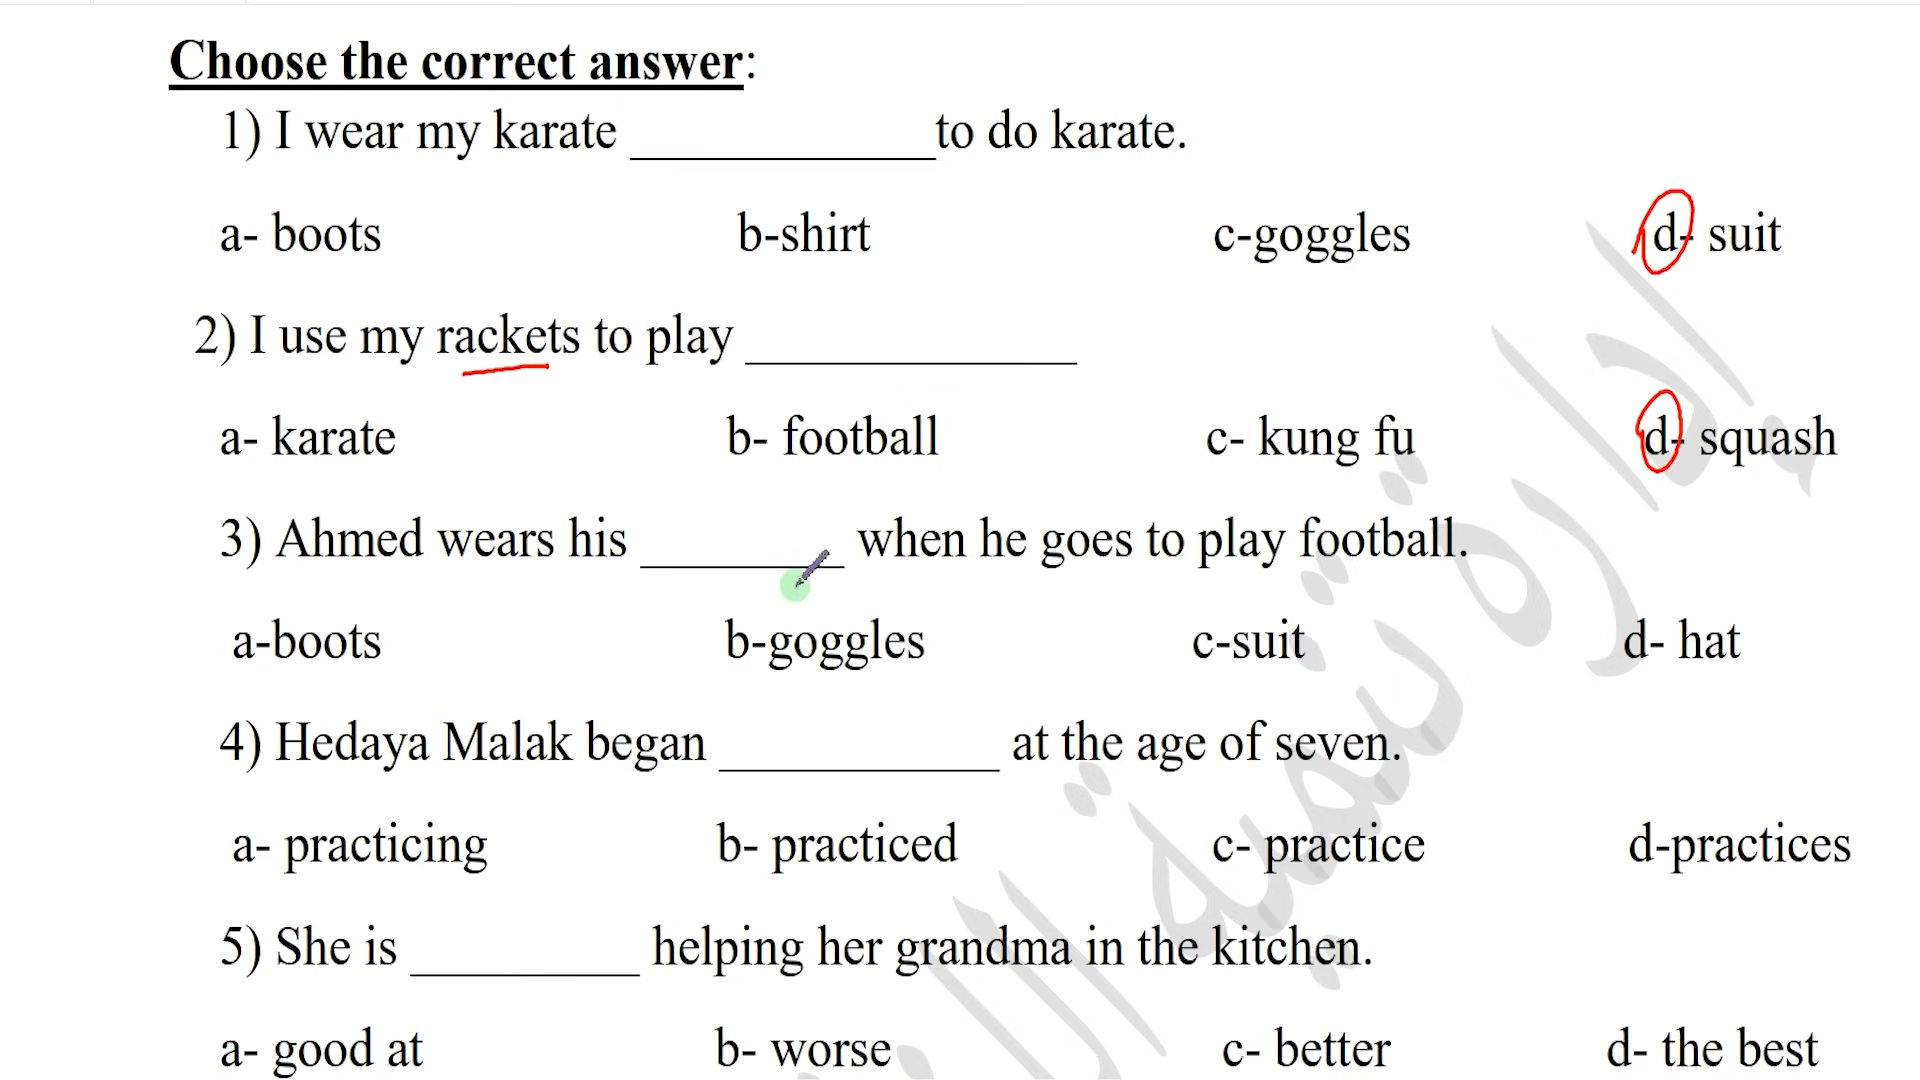 Choose the correct answer:
1) I wear my karate ____________to do karate.
a- boots b-shirt c-goggles d- suit
2) I use my rackets to play _____________
a- karate b- football c- kung fu d- squash
3) Ahmed wears his ________ when he goes to play football.
a-boots b-goggles c-suit d- hat
4) Hedaya Malak began ___________ at the age of seven.
a- practicing b- practiced c- practice d-practices
5) She is _________ helping her grandma in the kitchen.
a- good at b- worse c- better d- the best